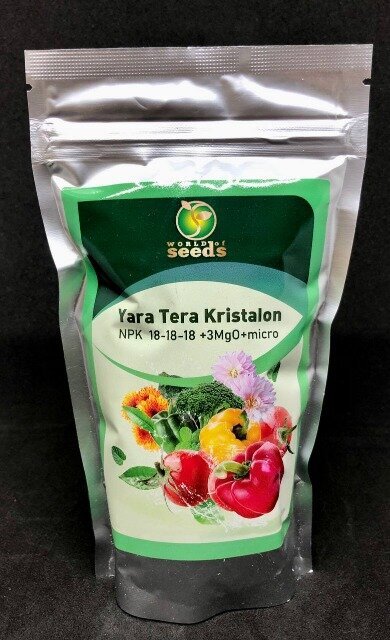 WORLD of
seeds
Yara Tera Kristalon
NPK 18-18-18 +3MgO+micro